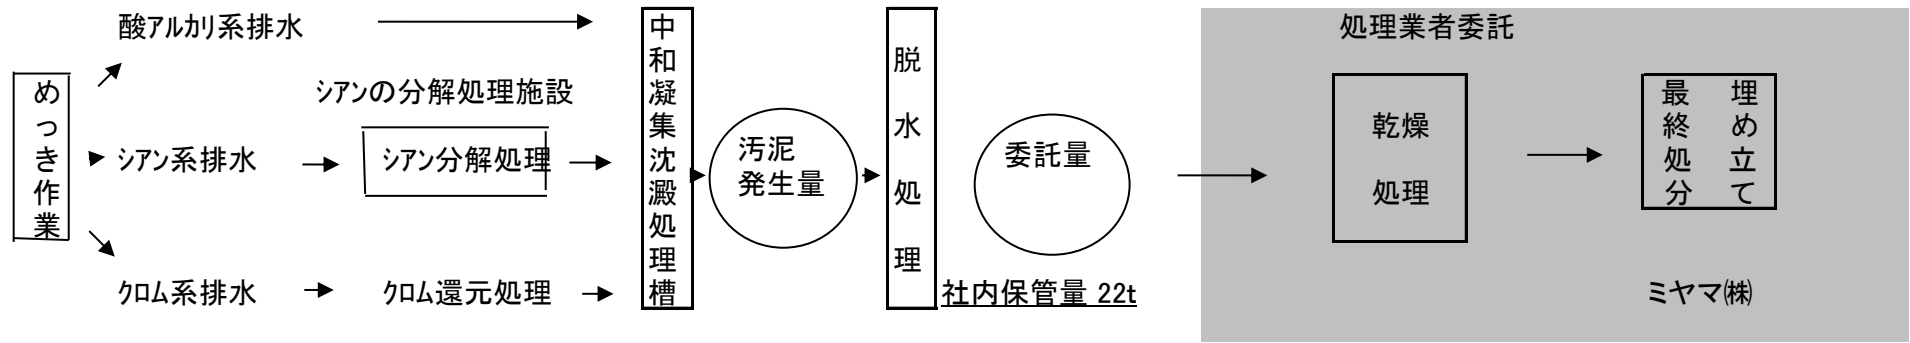 めっき作業
酸ｱﾙｶﾘ系排水
ｼｱﾝ系排水
ｸﾛﾑ系排水
ｼｱﾝの分解処理施設
ｼｱﾝ分解処理
ｸﾛﾑ還元処理
中和凝集沈澱処理槽
汚泥
発生量
脱水処理
委託量
社内保管量 22t
処理業者委託
乾燥
処理
最終処分
埋め立て
ミヤマ㈱